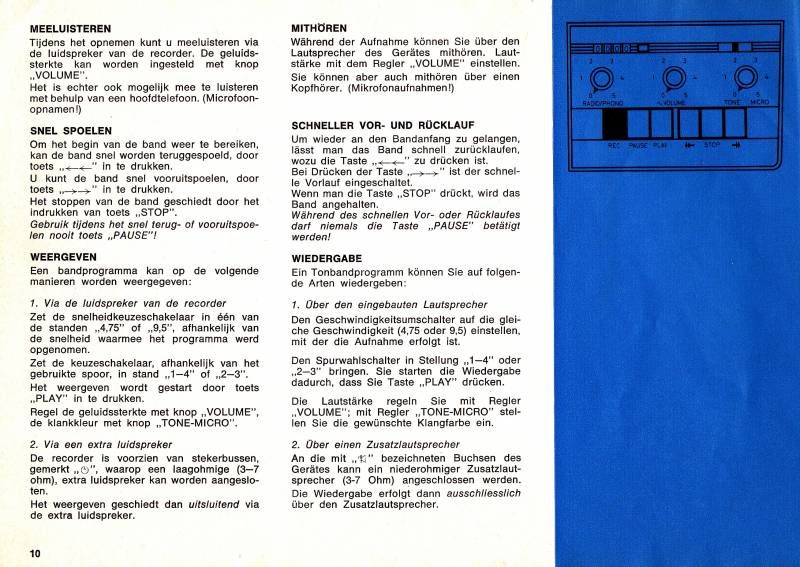 MEELUISTEREN
Tijdens het opnemen kunt u meeluisteren via
de luidspreker van de recorder. De geluids-
sterkte kan worden ingesteld met knop
„VOLUME”.
Het is echter ook mogelijk mee te luisteren
met behulp van een hoofdtelefoon. (Microfoon-
opnamen!)
SNEL SPOELEN
Om het begin van de band weer te bereiken,
kan de band snel worden teruggespoeld, door
toets „←←” in te drukken.
U kunt de band snel vooruitspoelen, door
toets „→→” in te drukken.
Het stoppen van de band geschiedt door het
indrukken van toets „STOP”.
Gebruik tijdens het snel terug- of vooruitspoe-
len nooit toets „PAUSE”!
WEERGEVEN
Een bandprogramma kan op de volgende
manieren worden weergegeven:
1. Via de luidspreker van de recorder
Zet de snelheidkeuzeschakelaar in één van
de standen „4,75” of „9,5”, afhankelijk van
de snelheid waarmee het programma werd
opgenomen.
Zet de keuzeschakelaar, afhankelijk van het
gebruikte spoor, in stand „1—4” of „2—3”.
Het weergeven wordt gestart door toets
„PLAY” in te drukken.
Regel de geluidssterkte met knop „VOLUME”,
de klankkleur met knop „TONE-MICRO”.
2. Via een extra luidspreker
De recorder is voorzien van stekerbussen,
gemerkt „ ”, waarop een laagohmige (3—7
ohm), extra luidspreker kan worden aangeslo-
ten.
Het weergeven geschiedt dan uitsluitend via
de extra luidspreker.
10
MITHÖREN
Während der Aufnahme können Sie über den
Lautsprecher des Gerätes mithören. Laut-
stärke mit dem Regler „VOLUME” einstellen.
Sie können aber auch mithören über einen
Kopfhörer. (Mikrofonaufnahmen!)
SCHNELLER VOR- UND RÜCKLAUF
Um wieder an den Bandanfang zu gelangen,
lässt man das Band schnell zurücklaufen,
wozu die Taste „←←” zu drücken ist.
Bei Drücken der Taste „→→” ist der schnel-
le Vorlauf eingeschaltet.
Wenn man die Taste „STOP” drückt, wird das
Band angehalten.
Während des schnellen Vor- oder Rücklaufes
darf niemals die Taste „PAUSE” betätigt
werden!
WIEDERGABE
Ein Tonbandprogramm können Sie auf folgen-
de Arten wiedergeben:
1. Über den eingebauten Lautsprecher
Den Geschwindigkeitsumschalter auf die glei-
che Geschwindigkeit (4,75 oder 9,5) einstellen,
mit der die Aufnahme erfolgt ist.
Den Spurwahlschalter in Stellung „1—4” oder
„2—3” bringen. Sie starten die Wiedergabe
dadurch, dass Sie Taste „PLAY” drücken.
Die Lautstärke regeln Sie mit Regler
„VOLUME”; mit Regler „TONE-MICRO” stel-
len Sie die gewünschte Klangfarbe ein.
2. Über einen Zusatzlautsprecher
An die mit „ ” bezeichneten Buchsen des
Gerätes kann ein niederohmiger Zusatzlaut-
sprecher (3-7 Ohm) angeschlossen werden.
Die Wiedergabe erfolgt dann ausschliesslich
über den Zusatzlautsprecher.
0000
2 3 2 3 2 3
1 4 1 4 1 4
0 5 0 5 0 5
RADIO/PHONO VOLUME TONE MICRO
REC PAUSE PLAY STOP